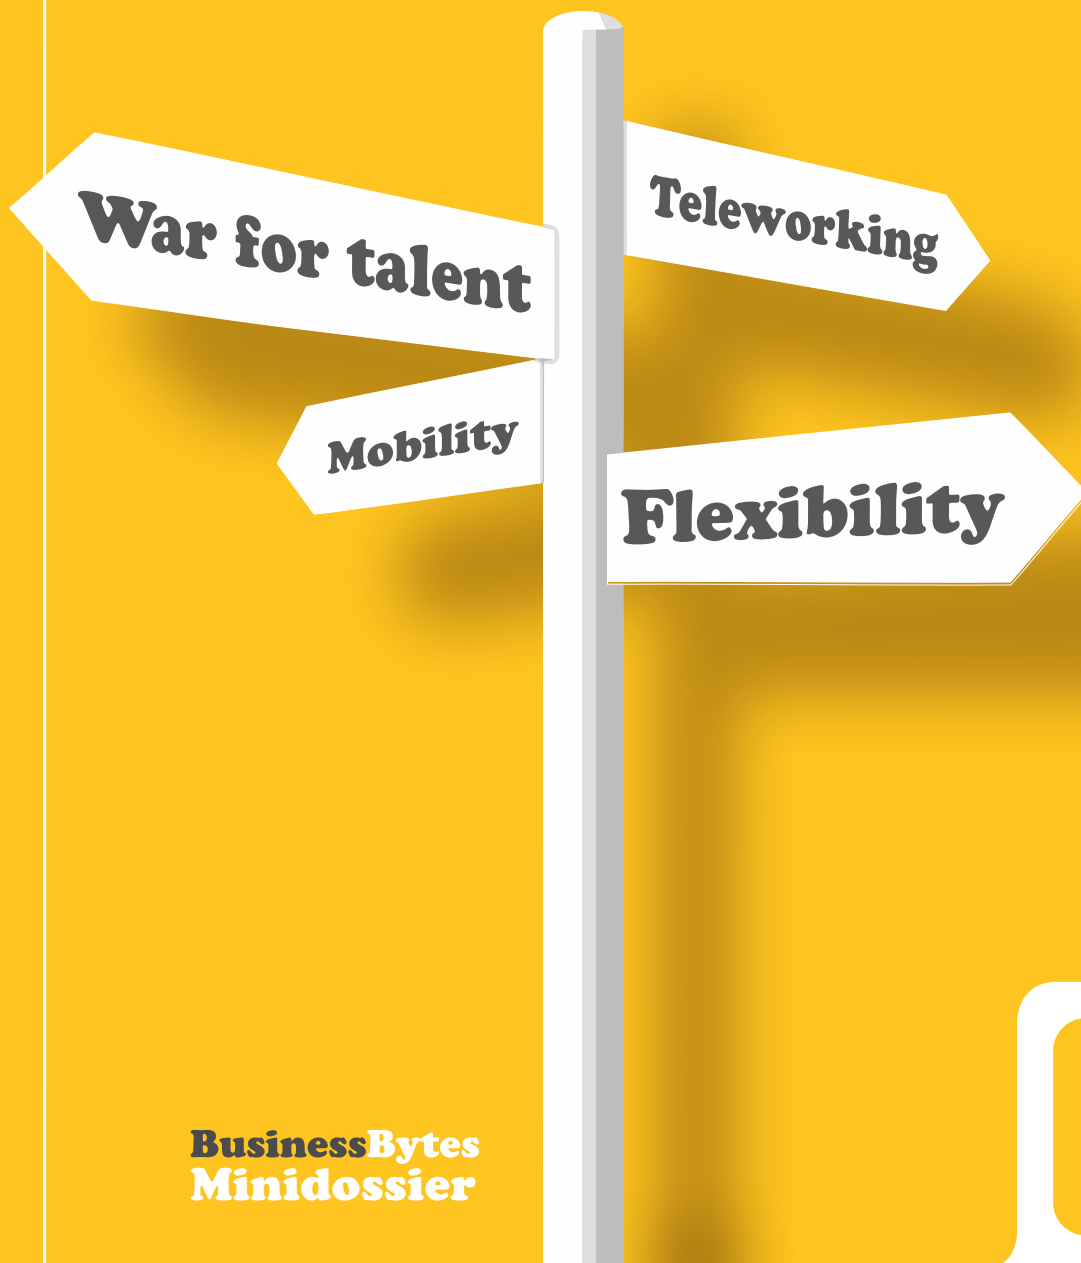 War for talent
Teleworking
Mobility
Flexibility
BusinessBytes
Minidossier